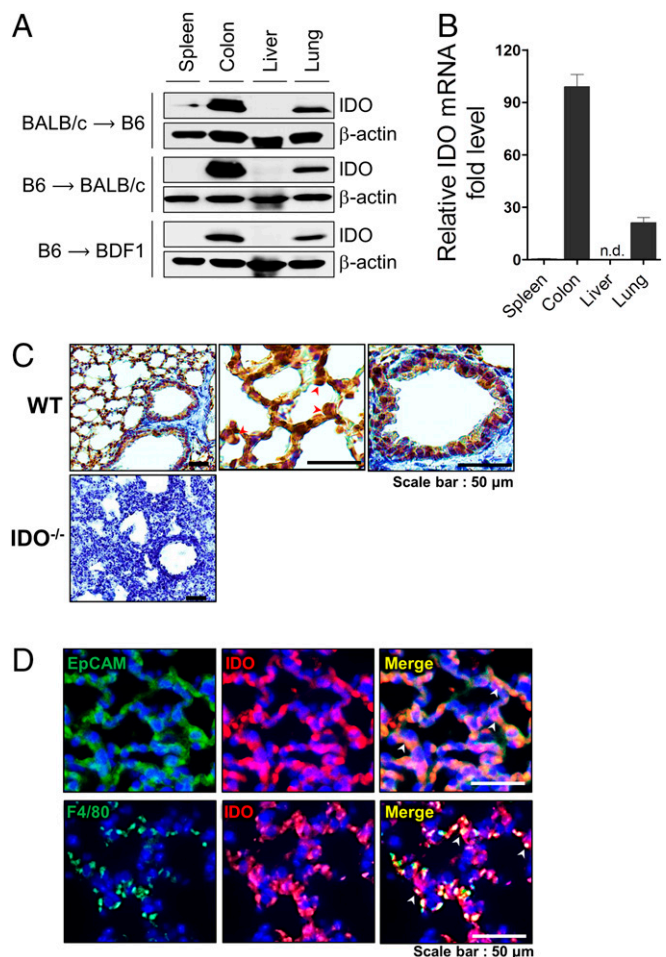 A
Spleen
Colon
Liver
Lung
BALB/c → B6
IDO
β-actin
B6 → BALB/c
IDO
β-actin
B6 → BDF1
IDO
β-actin
B
Relative IDO mRNA
fold level
120
90
60
30
0
n.d.
Spleen
Colon
Liver
Lung
C
WT
Scale bar : 50 µm
IDO-/-
D
EpCAM
IDO
Merge
F4/80
IDO
Merge
Scale bar : 50 µm